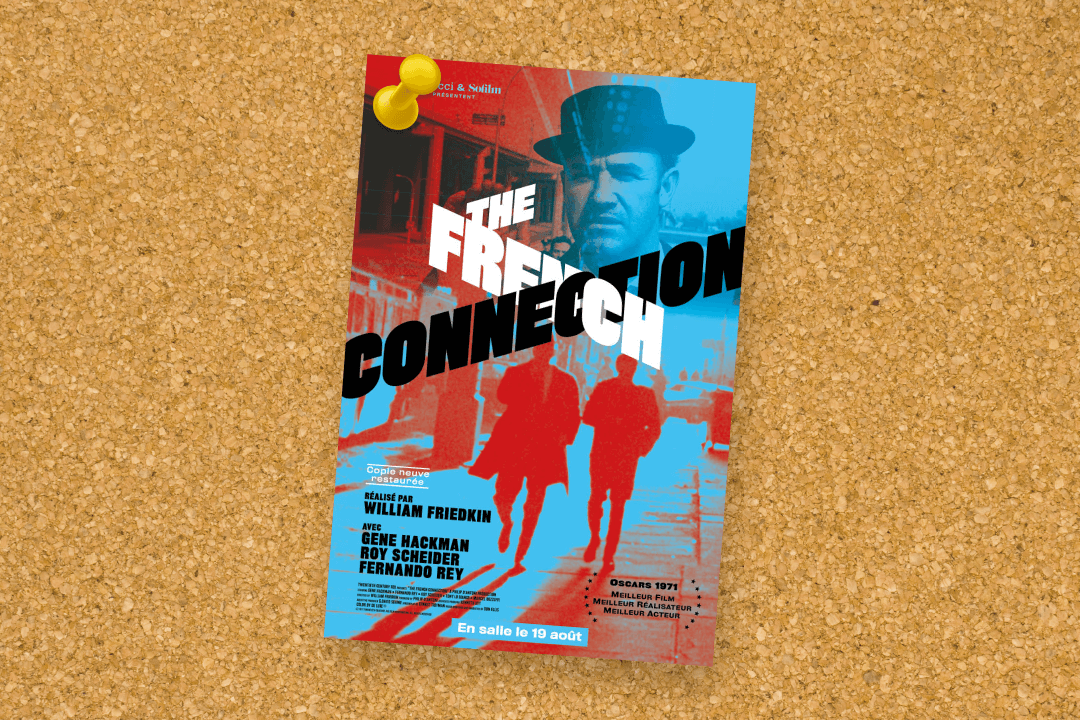 & Sofilm
PRÉSENTENT
THE
FRENCH
CONNECTION
Copie neuve
restaurée
RÉALISÉ PAR
WILLIAM FRIEDKIN
AVEC
GENE HACKMAN
ROY SCHEIDER
FERNANDO REY
OSCARS 1971
MEILLEUR FILM
MEILLEUR RÉALISATEUR
MEILLEUR ACTEUR
En salle le 19 août